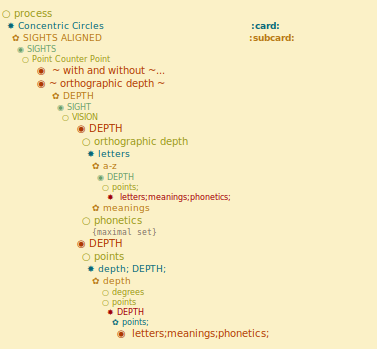 process
Concentric Circles :card:
SIGHTS ALIGNED :subcard:
SIGHTS
Point Counter Point
~ with and without ~...
~ orthographic depth ~
DEPTH
SIGHT
VISION
DEPTH
orthographic depth
letters
a-z
DEPTH
points;
letters;meanings;phonetics;
meanings
phonetics
{maximal set}
DEPTH
points
depth; DEPTH;
depth
degrees
points
DEPTH
points;
letters;meanings;phonetics;